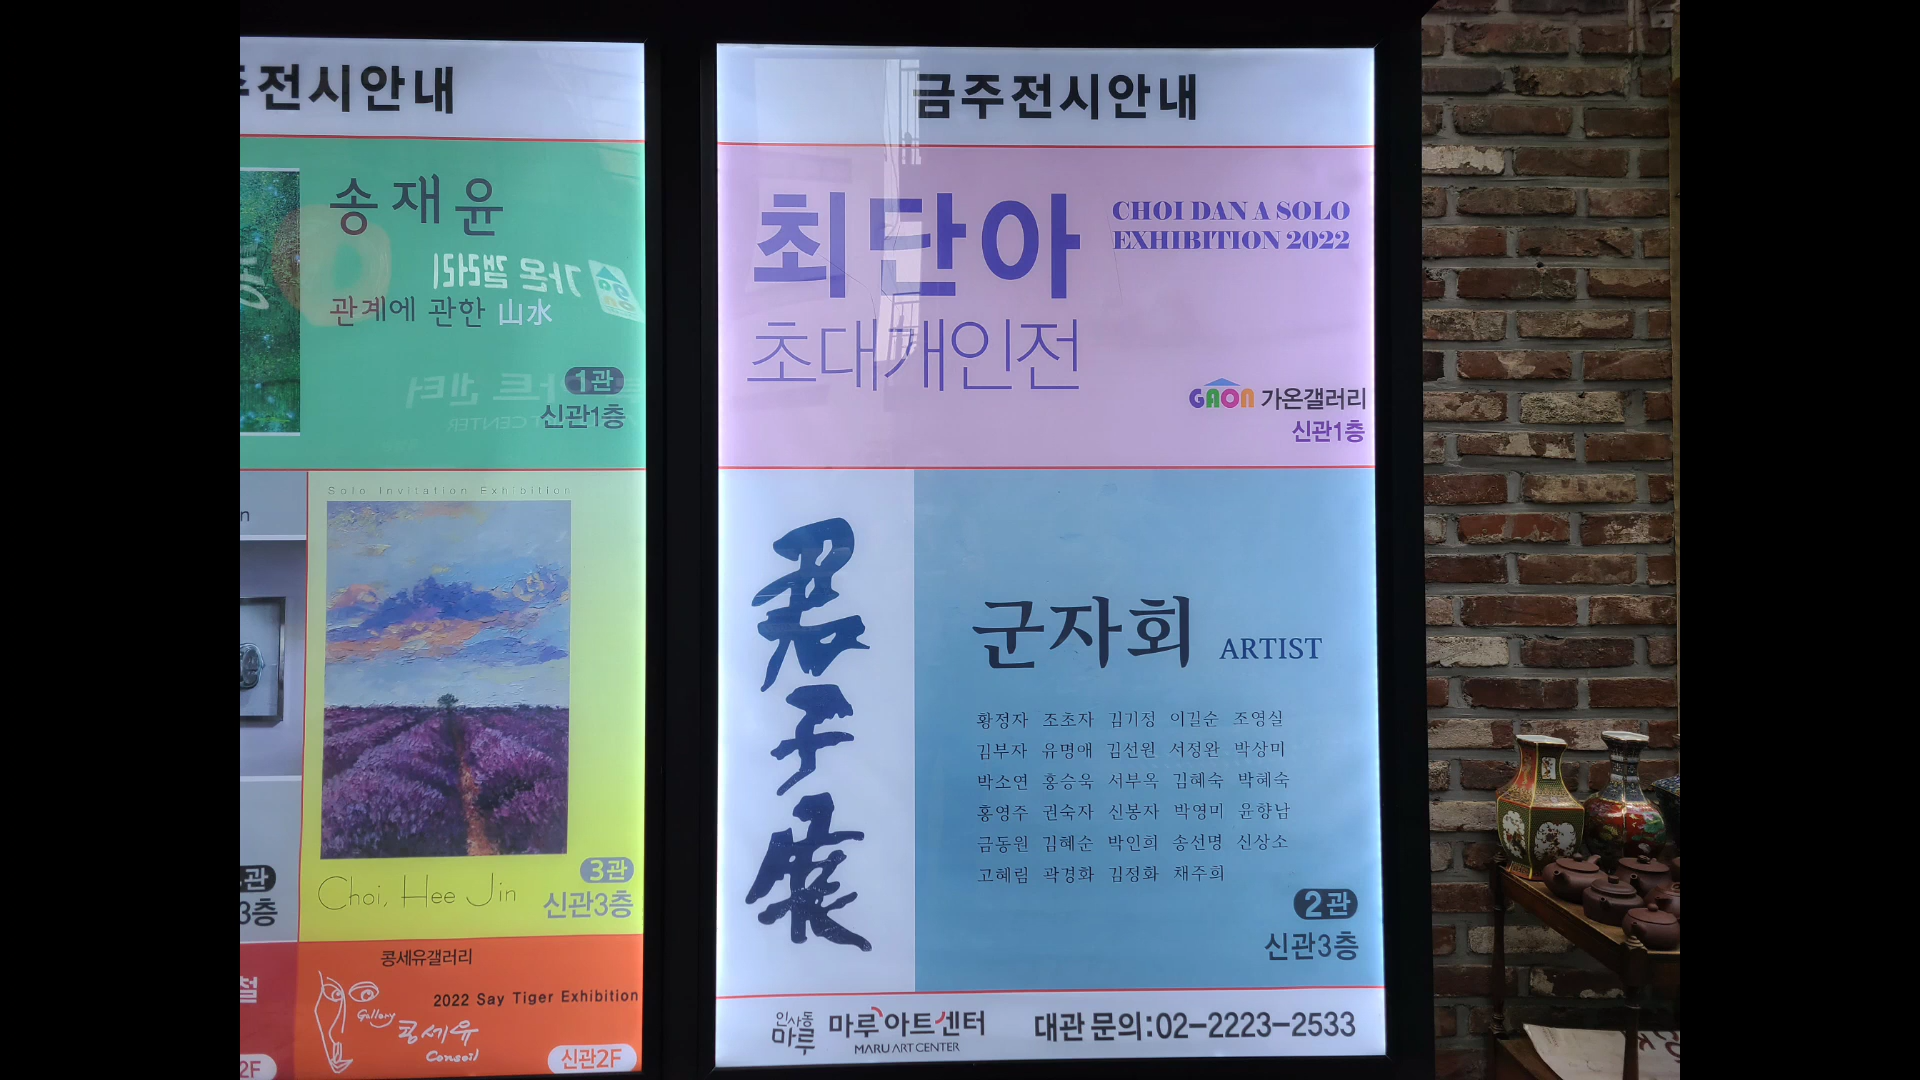 전시안내
송재윤
관계에 관한 山水
1관
신관1층
Solo Invitation Exhibition
Choi, Hee Jin
3관
신관3층
관
3층
콩세유갤러리
2022 Say Tiger Exhibition
Gallery
콩세유
Conseil
신관2F
철
2F
금주전시안내
최단아
초대개인전
CHOI DAN A SOLO
EXHIBITION 2022
GAON 가온갤러리
신관1층
君子展
군자회 ARTIST
황정자 조초자 김기정 이길순 조영실
김부자 유명애 김선원 서정완 박상미
박소연 홍승욱 서부옥 김혜숙 박혜숙
홍영주 권숙자 신봉자 박영미 윤향남
금동원 김혜순 박인희 송선명 신상소
고혜림 곽경화 김정화 채주희
2관
신관3층
인사동
마루
마루아트센터
MARU ART CENTER
대관 문의:02-2223-2533